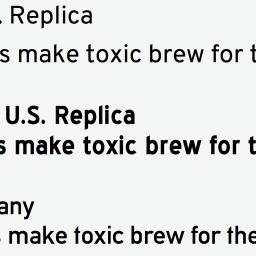 . Replica
s make toxic brew for t
U.S. Replica
s make toxic brew for t
any
s make toxic brew for the